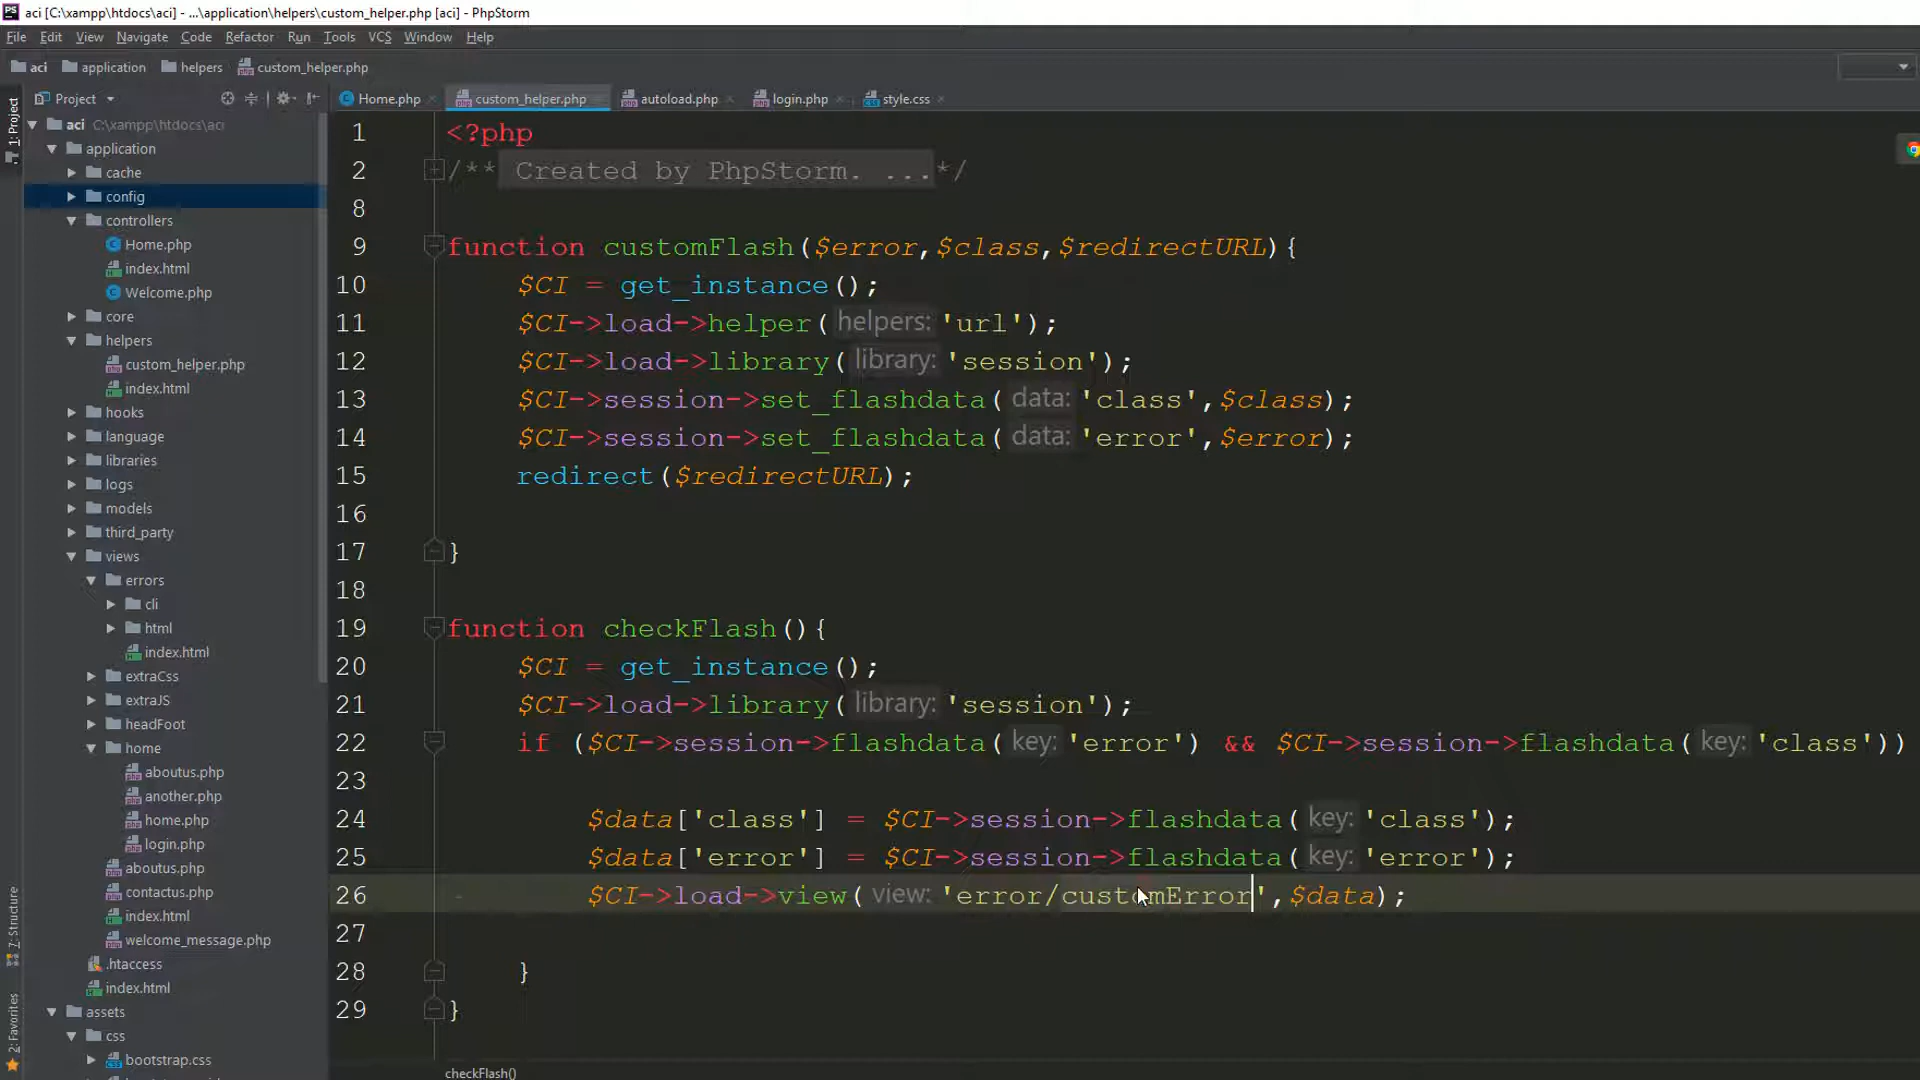 aci [C:\xampp\htdocs\aci] - ...\application\helpers\custom_helper.php [aci] - PhpStorm
File Edit View Navigate Code Refactor Run Tools VCS Window Help
aci application helpers custom_helper.php
1: Project
Project
Home.php custom_helper.php autoload.php login.php style.css
aci C:\xampp\htdocs\aci
application
cache
config
controllers
Home.php
index.html
Welcome.php
core
helpers
custom_helper.php
index.html
hooks
language
libraries
logs
models
third_party
views
errors
cli
html
index.html
extraCss
extraJS
headFoot
home
aboutus.php
another.php
home.php
login.php
aboutus.php
contactus.php
index.html
welcome_message.php
.htaccess
index.html
assets
css
bootstrap.css
7: Structure
2: Favorites
1 <?php
2 /** Created by PhpStorm. ...*/
8
9 function customFlash($error,$class,$redirectURL){
10 $CI = get_instance();
11 $CI->load->helper( helpers: 'url');
12 $CI->load->library( library: 'session');
13 $CI->session->set_flashdata( data: 'class',$class);
14 $CI->session->set_flashdata( data: 'error',$error);
15 redirect($redirectURL);
16
17 }
18
19 function checkFlash(){
20 $CI = get_instance();
21 $CI->load->library( library: 'session');
22 if ($CI->session->flashdata( key: 'error') && $CI->session->flashdata( key: 'class'))
23
24 $data['class'] = $CI->session->flashdata( key: 'class');
25 $data['error'] = $CI->session->flashdata( key: 'error');
26 $CI->load->view( view: 'error/customError',$data);
27
28 }
29 }
checkFlash()